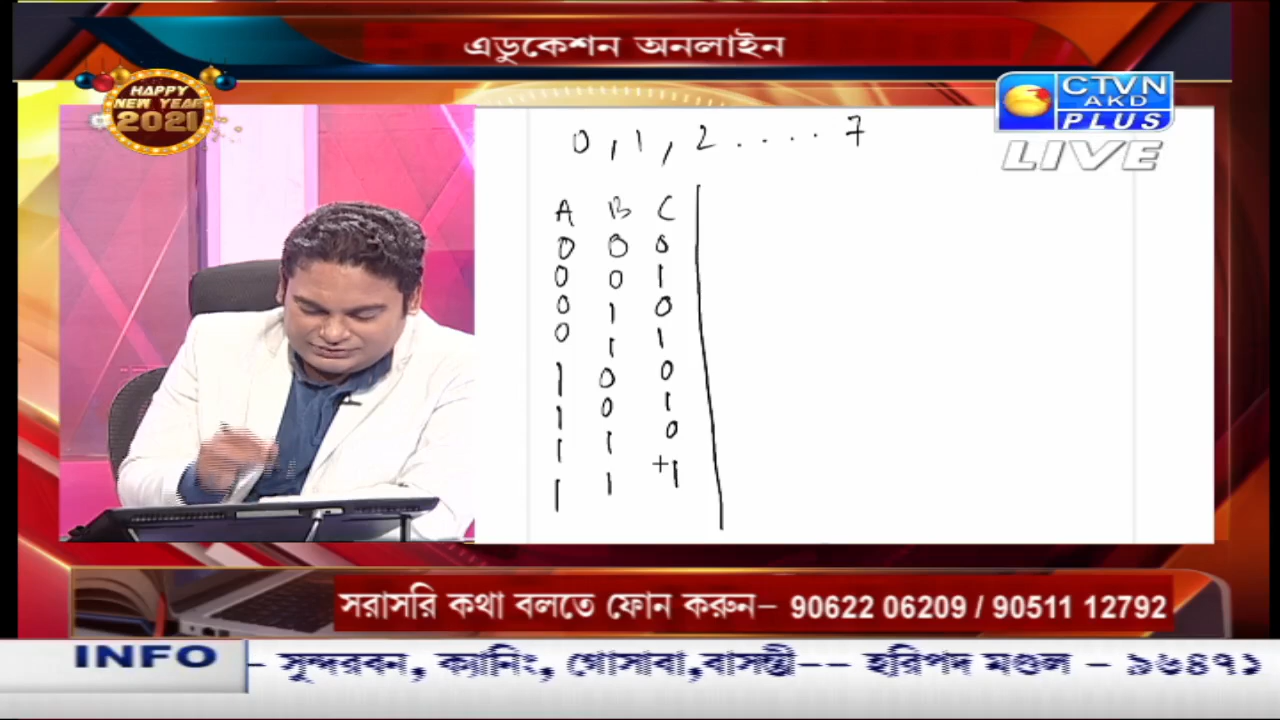 এডুকেশন অনলাইন
HAPPY
NEW YEAR
2021
CTVN
AKD
PLUS
LIVE
0, 1, 2 . . . . 7
A B C
0 0 0
0 0 1
0 1 0
0 1 1
1 0 0
1 0 1
1 1 0
1 1 +1
সরাসরি কথা বলতে ফোন করুন– 90622 06209 / 90511 12792
INFO – সুন্দরবন, ক্যানিং, গোসাবা,বাসন্তী-- হরিপদ মণ্ডল – ৯৬৪৭১